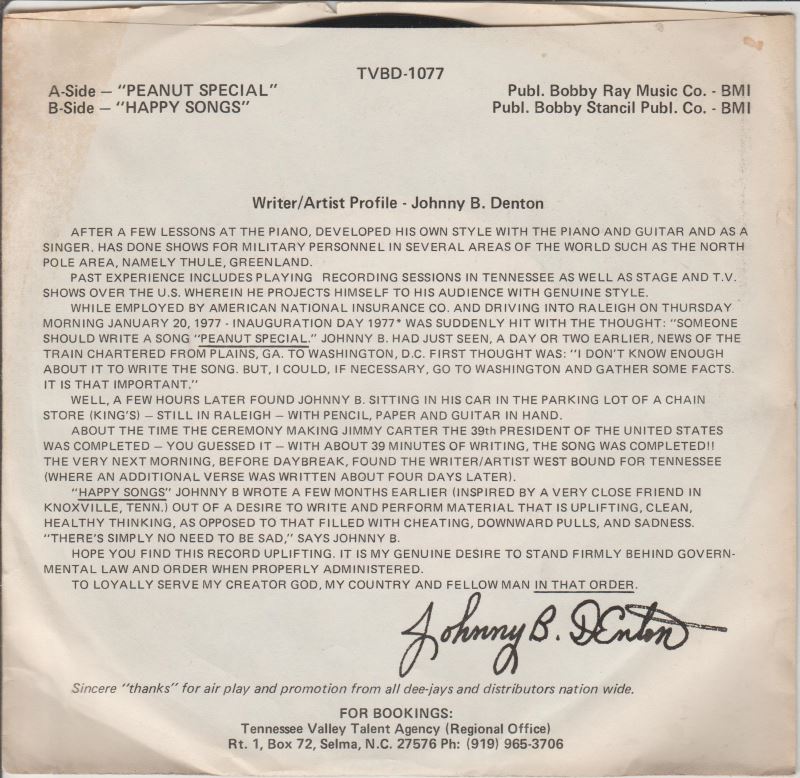 TVBD-1077
A-Side — "PEANUT SPECIAL" Publ. Bobby Ray Music Co. - BMI
B-Side — "HAPPY SONGS" Publ. Bobby Stancil Publ. Co. - BMI
Writer/Artist Profile - Johnny B. Denton
AFTER A FEW LESSONS AT THE PIANO, DEVELOPED HIS OWN STYLE WITH THE PIANO AND GUITAR AND AS A
SINGER. HAS DONE SHOWS FOR MILITARY PERSONNEL IN SEVERAL AREAS OF THE WORLD SUCH AS THE NORTH
POLE AREA, NAMELY THULE, GREENLAND.
PAST EXPERIENCE INCLUDES PLAYING RECORDING SESSIONS IN TENNESSEE AS WELL AS STAGE AND T.V.
SHOWS OVER THE U.S. WHEREIN HE PROJECTS HIMSELF TO HIS AUDIENCE WITH GENUINE STYLE.
WHILE EMPLOYED BY AMERICAN NATIONAL INSURANCE CO. AND DRIVING INTO RALEIGH ON THURSDAY
MORNING JANUARY 20, 1977 - INAUGURATION DAY 1977* WAS SUDDENLY HIT WITH THE THOUGHT: "SOMEONE
SHOULD WRITE A SONG "PEANUT SPECIAL." JOHNNY B. HAD JUST SEEN, A DAY OR TWO EARLIER, NEWS OF THE
TRAIN CHARTERED FROM PLAINS, GA. TO WASHINGTON, D.C. FIRST THOUGHT WAS: "I DON'T KNOW ENOUGH
ABOUT IT TO WRITE THE SONG. BUT, I COULD, IF NECESSARY, GO TO WASHINGTON AND GATHER SOME FACTS.
IT IS THAT IMPORTANT."
WELL, A FEW HOURS LATER FOUND JOHNNY B. SITTING IN HIS CAR IN THE PARKING LOT OF A CHAIN
STORE (KING'S) — STILL IN RALEIGH — WITH PENCIL, PAPER AND GUITAR IN HAND.
ABOUT THE TIME THE CEREMONY MAKING JIMMY CARTER THE 39th PRESIDENT OF THE UNITED STATES
WAS COMPLETED — YOU GUESSED IT — WITH ABOUT 39 MINUTES OF WRITING, THE SONG WAS COMPLETED!!
THE VERY NEXT MORNING, BEFORE DAYBREAK, FOUND THE WRITER/ARTIST WEST BOUND FOR TENNESSEE
(WHERE AN ADDITIONAL VERSE WAS WRITTEN ABOUT FOUR DAYS LATER).
"HAPPY SONGS" JOHNNY B WROTE A FEW MONTHS EARLIER (INSPIRED BY A VERY CLOSE FRIEND IN
KNOXVILLE, TENN.) OUT OF A DESIRE TO WRITE AND PERFORM MATERIAL THAT IS UPLIFTING, CLEAN,
HEALTHY THINKING, AS OPPOSED TO THAT FILLED WITH CHEATING, DOWNWARD PULLS, AND SADNESS.
"THERE'S SIMPLY NO NEED TO BE SAD," SAYS JOHNNY B.
HOPE YOU FIND THIS RECORD UPLIFTING. IT IS MY GENUINE DESIRE TO STAND FIRMLY BEHIND GOVERN-
MENTAL LAW AND ORDER WHEN PROPERLY ADMINISTERED.
TO LOYALLY SERVE MY CREATOR GOD, MY COUNTRY AND FELLOW MAN IN THAT ORDER.
Johnny B. DEnton
Sincere "thanks" for air play and promotion from all dee-jays and distributors nation wide.
FOR BOOKINGS:
Tennessee Valley Talent Agency (Regional Office)
Rt. 1, Box 72, Selma, N.C. 27576 Ph: (919) 965-3706